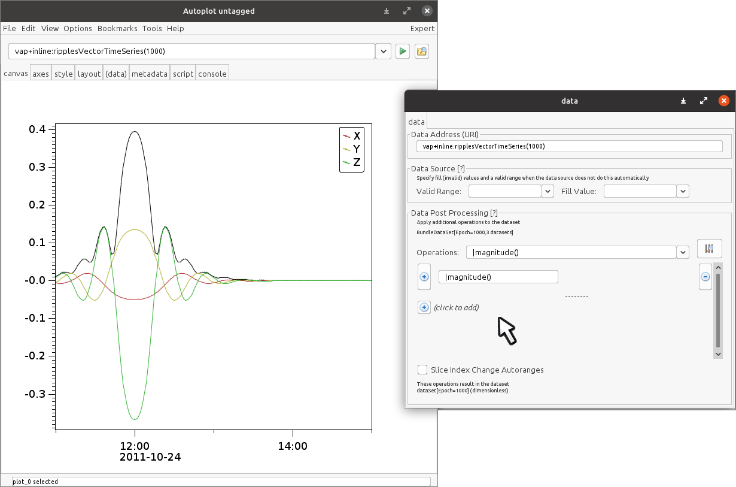 Autoplot untagged
File Edit View Options Bookmarks Tools Help Expert
vap+inline:ripplesVectorTimeSeries(1000)
canvas axes style layout (data) metadata script console
0.4
0.3
0.2
0.1
-0.0
-0.1
-0.2
-0.3
X
Y
Z
12:00 14:00
2011-10-24
plot_0 selected
data
data
Data Address (URI)
vap+inline:ripplesVectorTimeSeries(1000)
Data Source [?]
Specify fill (invalid) values and a valid range when the data source does not do this automatically
Valid Range: Fill Value:
Data Post Processing [?]
Apply additional operations to the dataset
BundleDataSet[Epoch=1000,3 datasets]
Operations: |magnitude()
|magnitude()
(click to add)
Slice Index Change Autoranges
These operations result in the dataset
dataset[Epoch=1000] (dimensionless)